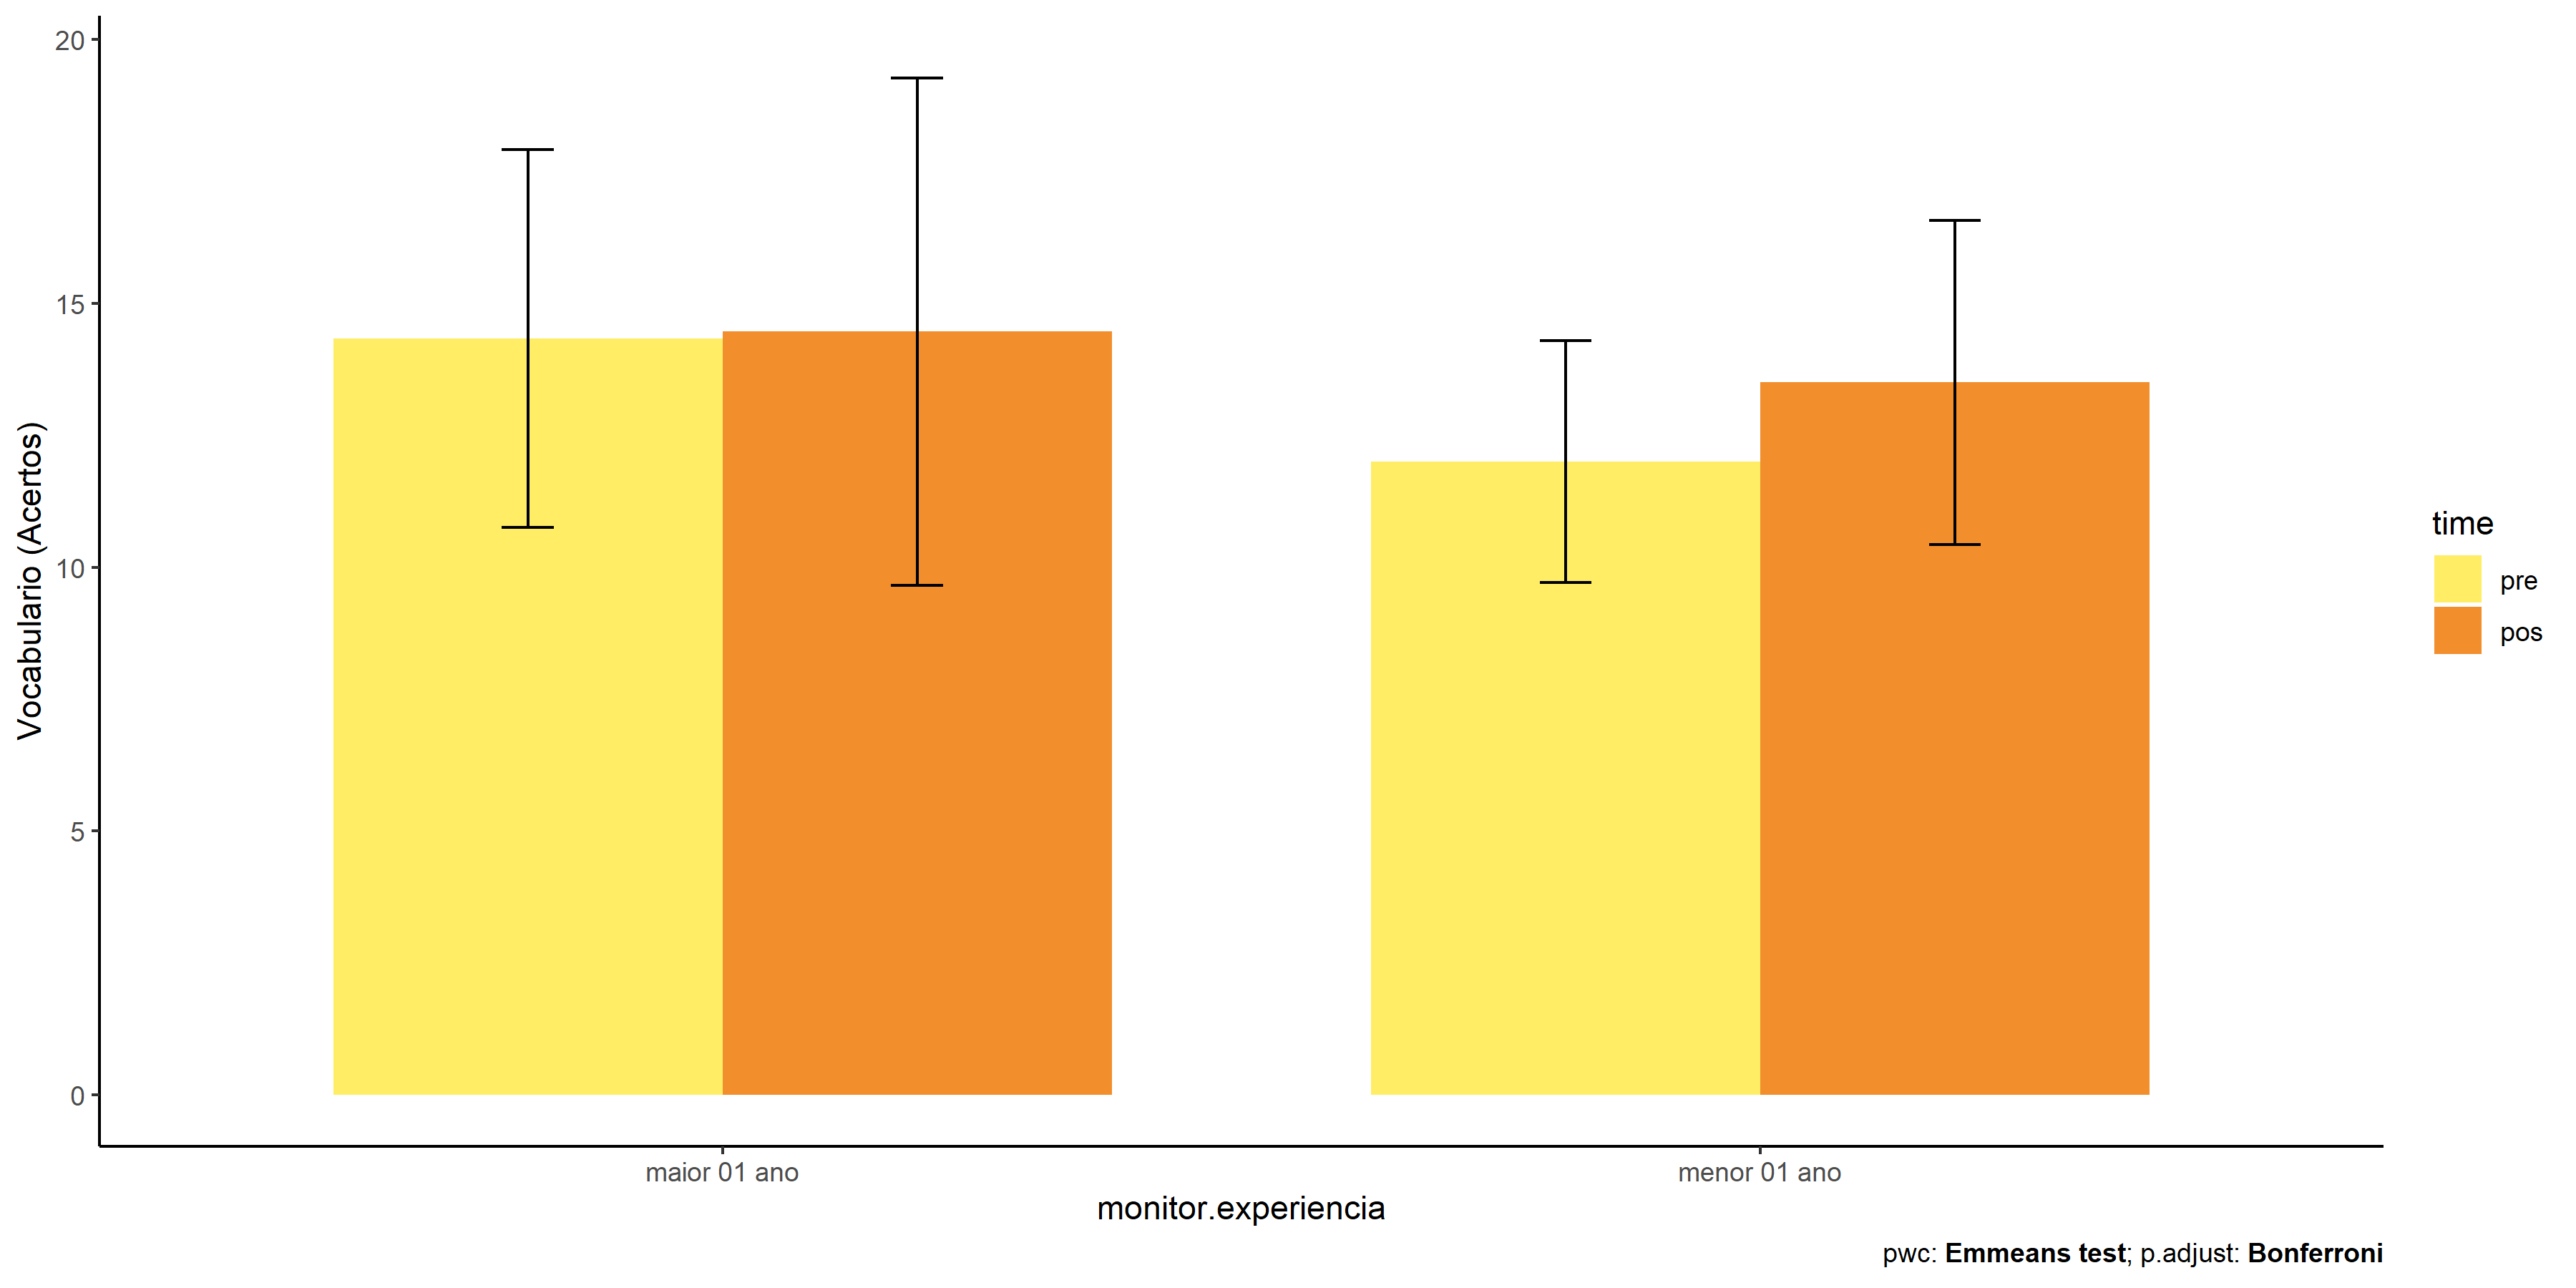 20
15
10
5
0
Vocabulario (Acertos)
maior 01 ano
menor 01 ano
monitor.experiencia
time
pre
pos
pwc: Emmeans test; p.adjust: Bonferroni